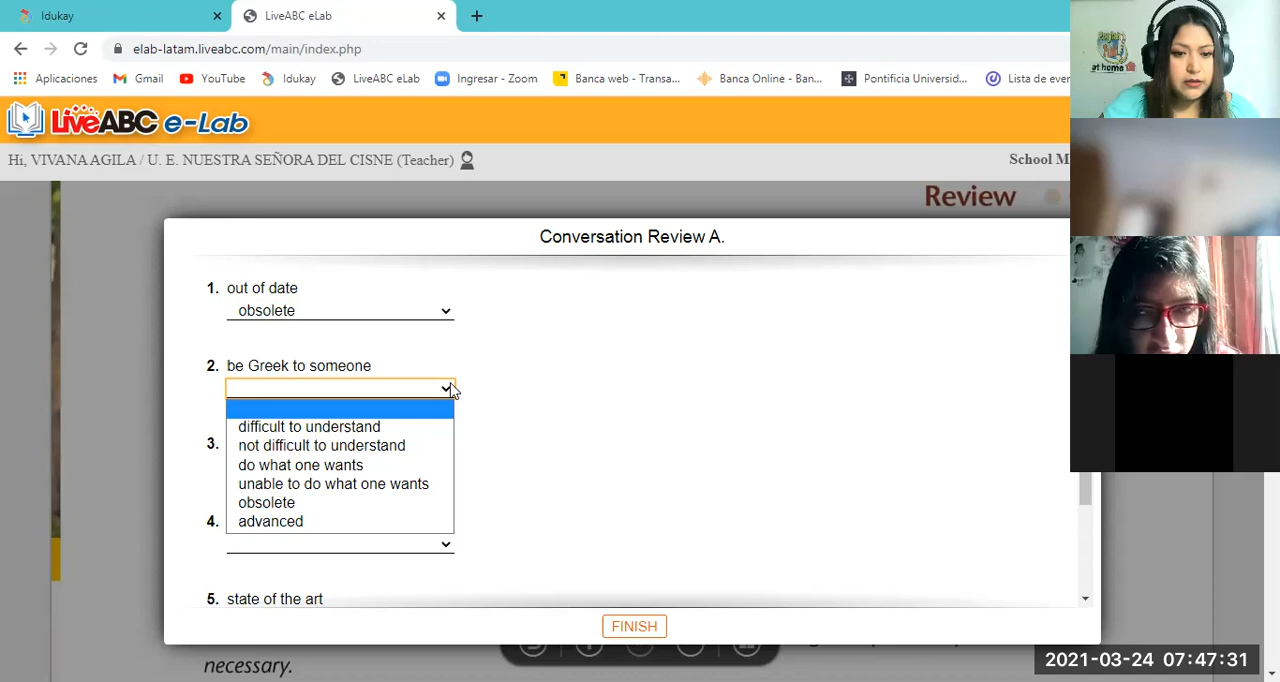 Idukay
LiveABC eLab
elab-latam.liveabc.com/main/index.php
Aplicaciones Gmail YouTube Idukay LiveABC eLab Ingresar - Zoom Banca web - Transa... Banca Online - Ban... Pontificia Universid... Lista de eve
at home
LiveABC e-Lab
Hi, VIVANA AGILA / U. E. NUESTRA SEÑORA DEL CISNE (Teacher)
School M
Review
Conversation Review A.
1. out of date
obsolete
2. be Greek to someone
difficult to understand
3. not difficult to understand
do what one wants
unable to do what one wants
obsolete
4. advanced
5. state of the art
FINISH
necessary.
2021-03-24 07:47:31